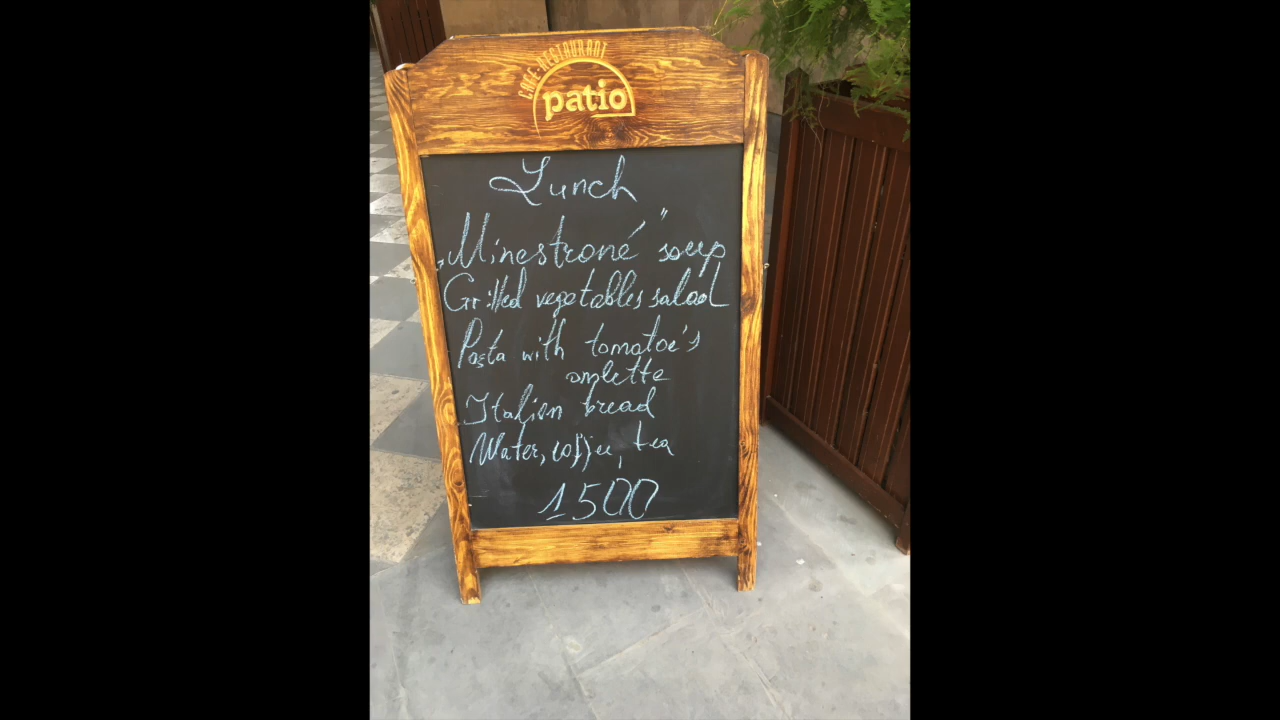 CAFE-RESTAURANT
patio
Lunch
„Minestroné" soup
Grilled vegetables salad
Pasta with tomatoe's
omlette
Italian bread
Water, coffee, tea
1500